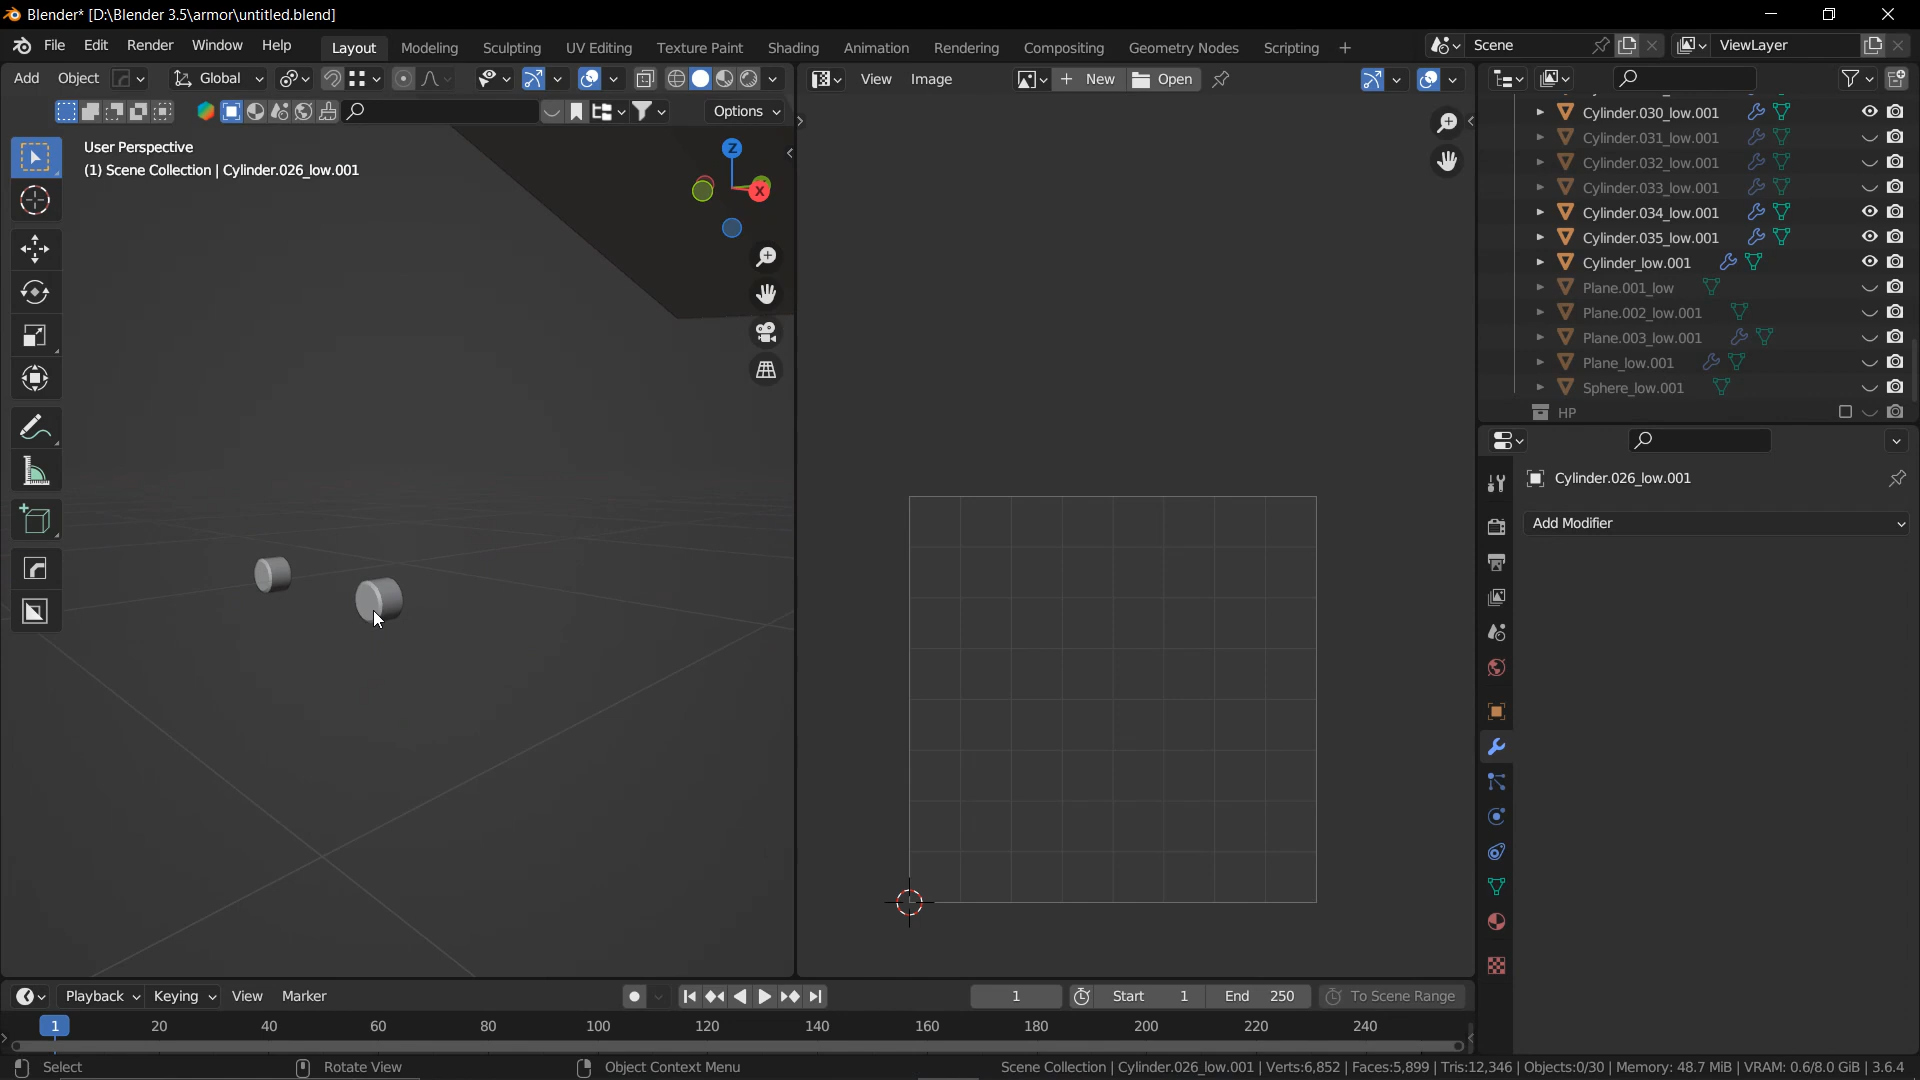 Blender* [D:\Blender 3.5\armor\untitled.blend]
File Edit Render Window Help Layout Modeling Sculpting UV Editing Texture Paint Shading Animation Rendering Compositing Geometry Nodes Scripting + Scene ViewLayer
Add Object Global View Image New Open
Options
User Perspective
(1) Scene Collection | Cylinder.026_low.001
Z
X
Cylinder.030_low.001
Cylinder.031_low.001
Cylinder.032_low.001
Cylinder.033_low.001
Cylinder.034_low.001
Cylinder.035_low.001
Cylinder_low.001
Plane.001_low
Plane.002_low.001
Plane.003_low.001
Plane_low.001
Sphere_low.001
HP
Cylinder.026_low.001
Add Modifier
Playback Keying View Marker 1 Start 1 End 250 To Scene Range
1 20 40 60 80 100 120 140 160 180 200 220 240
Select Rotate View Object Context Menu Scene Collection | Cylinder.026_low.001 | Verts:6,852 | Faces:5,899 | Tris:12,346 | Objects:0/30 | Memory: 48.7 MiB | VRAM: 0.6/8.0 GiB | 3.6.4